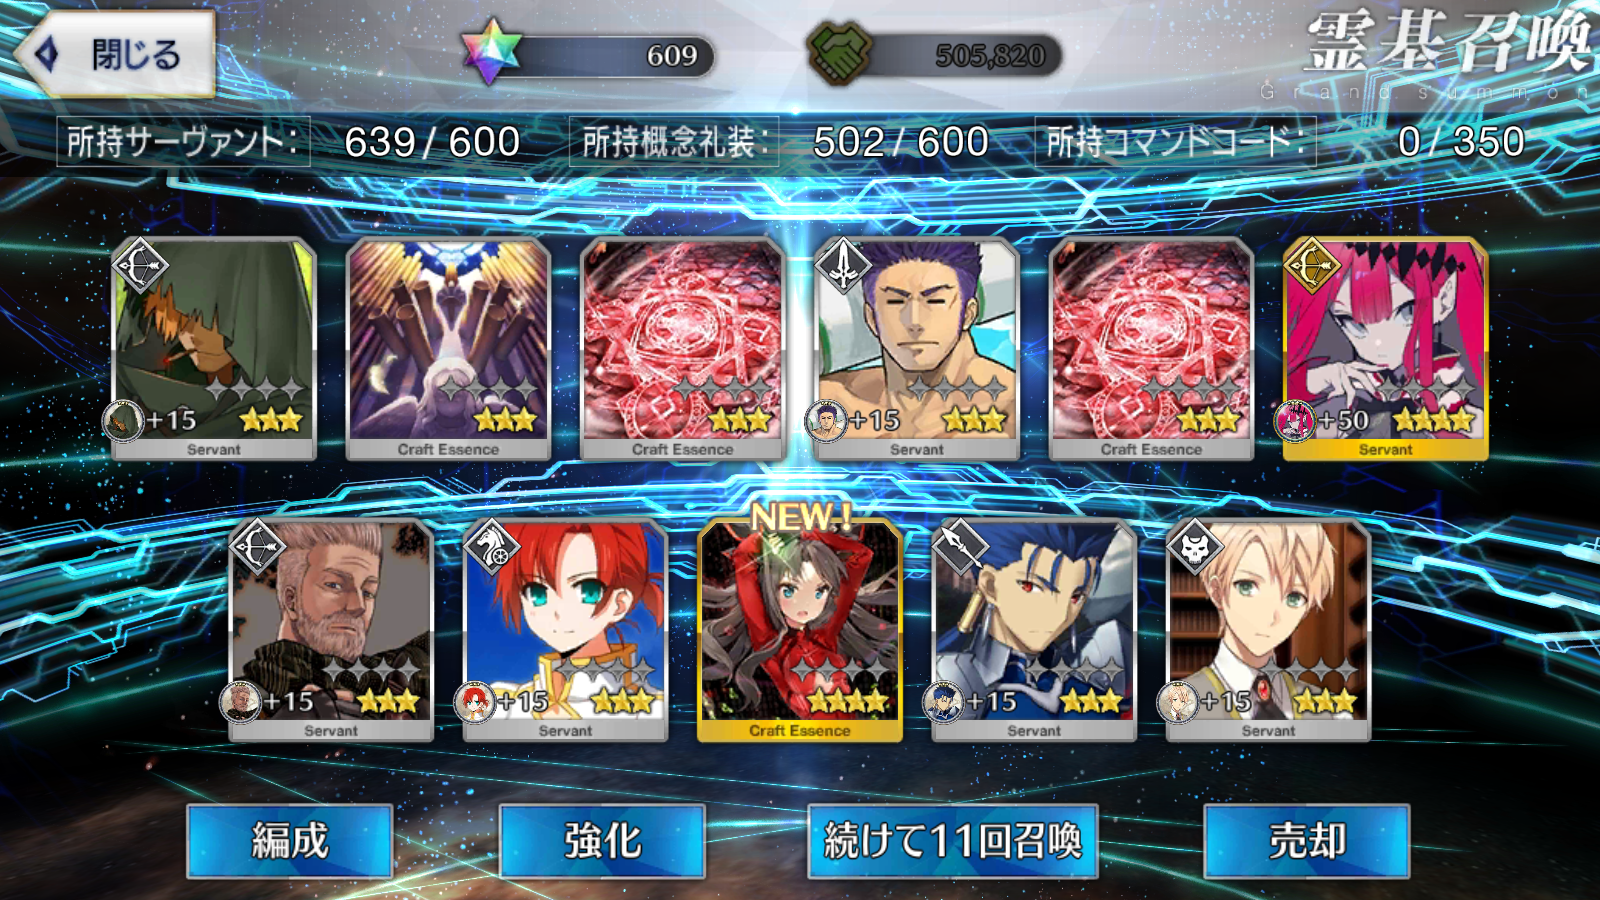 閉じる
609
505,820
霊基召喚
Grand summon
所持サーヴァント: 639 / 600
所持概念礼装: 502 / 600
所持コマンドコード: 0 / 350
+15
Servant
Craft Essence
Craft Essence
+15
Servant
Craft Essence
+50
Servant
+15
Servant
+15
Servant
NEW!
Craft Essence
+15
Servant
+15
Servant
編成
強化
続けて11回召喚
売却